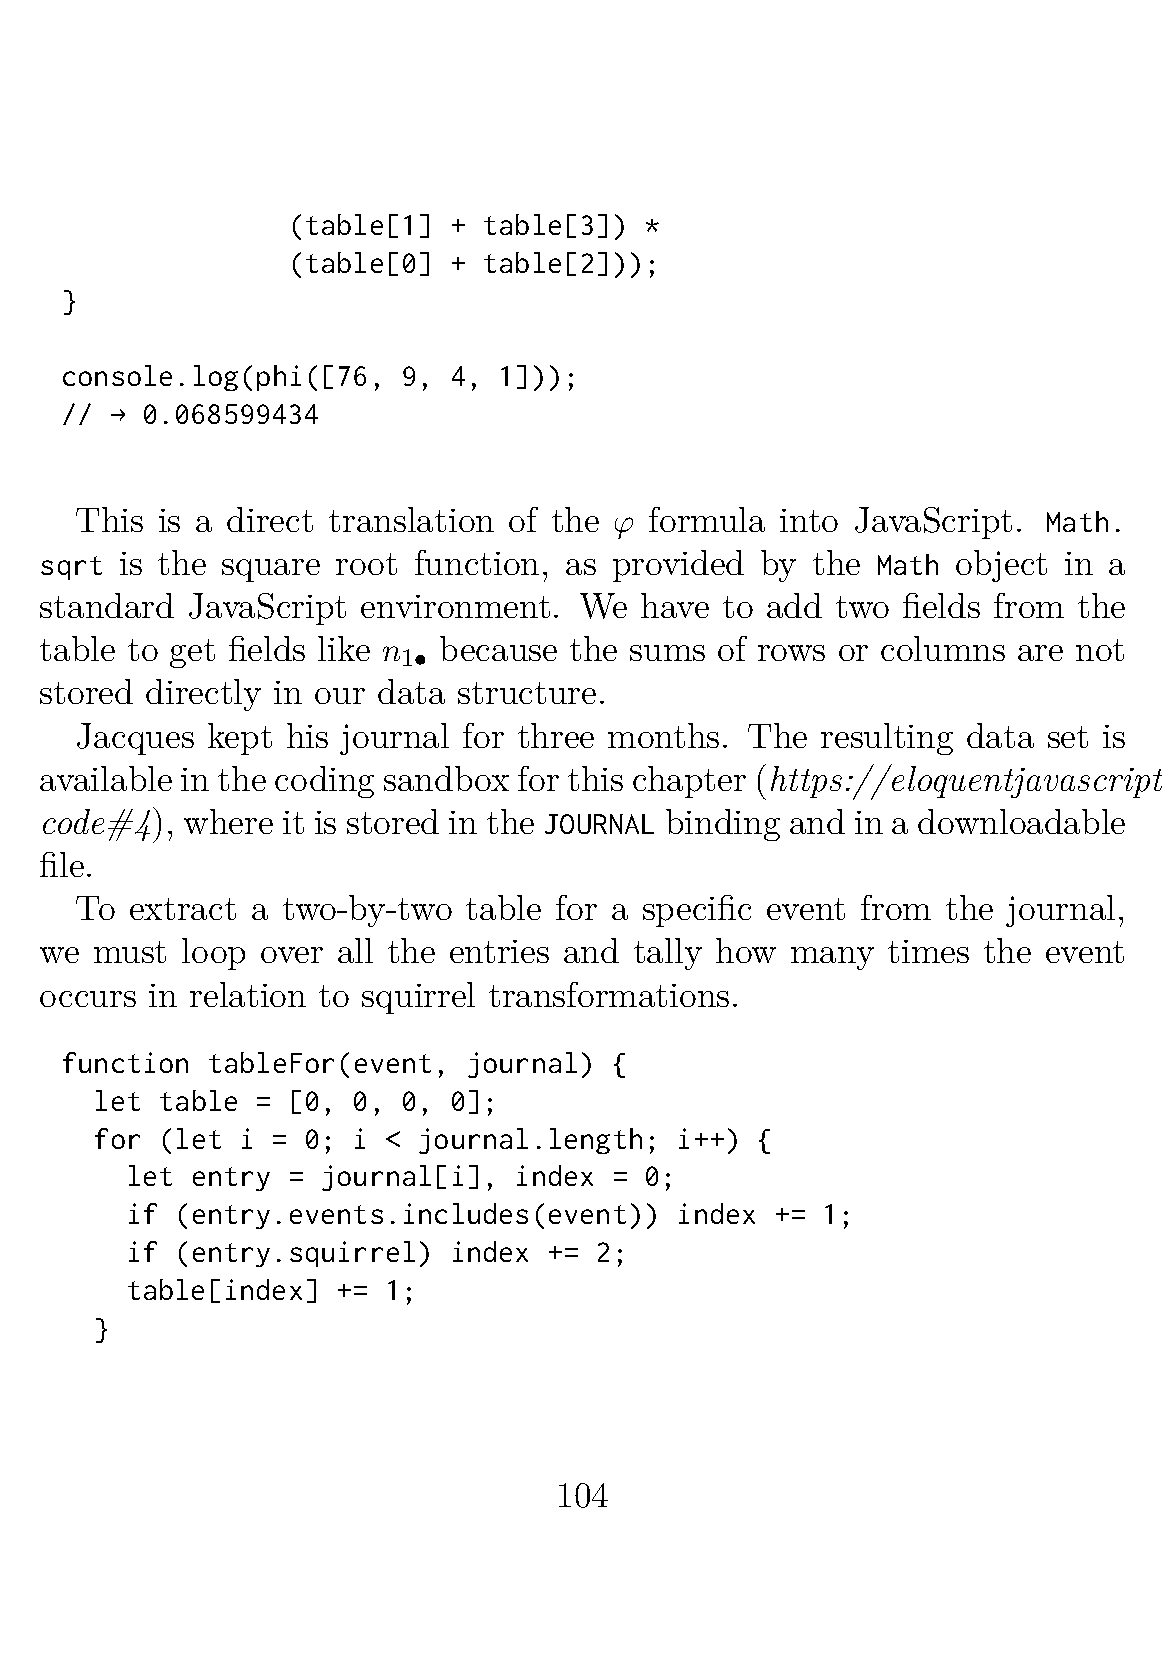 (table[1] + table[3]) *
(table[0] + table[2]));
}
console.log(phi([76, 9, 4, 1]));
// → 0.068599434
This is a direct translation of the φ formula into JavaScript. Math.
sqrt is the square root function, as provided by the Math object in a
standard JavaScript environment. We have to add two fields from the
table to get fields like n1• because the sums of rows or columns are not
stored directly in our data structure.
Jacques kept his journal for three months. The resulting data set is
available in the coding sandbox for this chapter (https://eloquentjavascript
code#4), where it is stored in the JOURNAL binding and in a downloadable
file.
To extract a two-by-two table for a specific event from the journal,
we must loop over all the entries and tally how many times the event
occurs in relation to squirrel transformations.
function tableFor(event, journal) {
let table = [0, 0, 0, 0];
for (let i = 0; i < journal.length; i++) {
let entry = journal[i], index = 0;
if (entry.events.includes(event)) index += 1;
if (entry.squirrel) index += 2;
table[index] += 1;
}
104